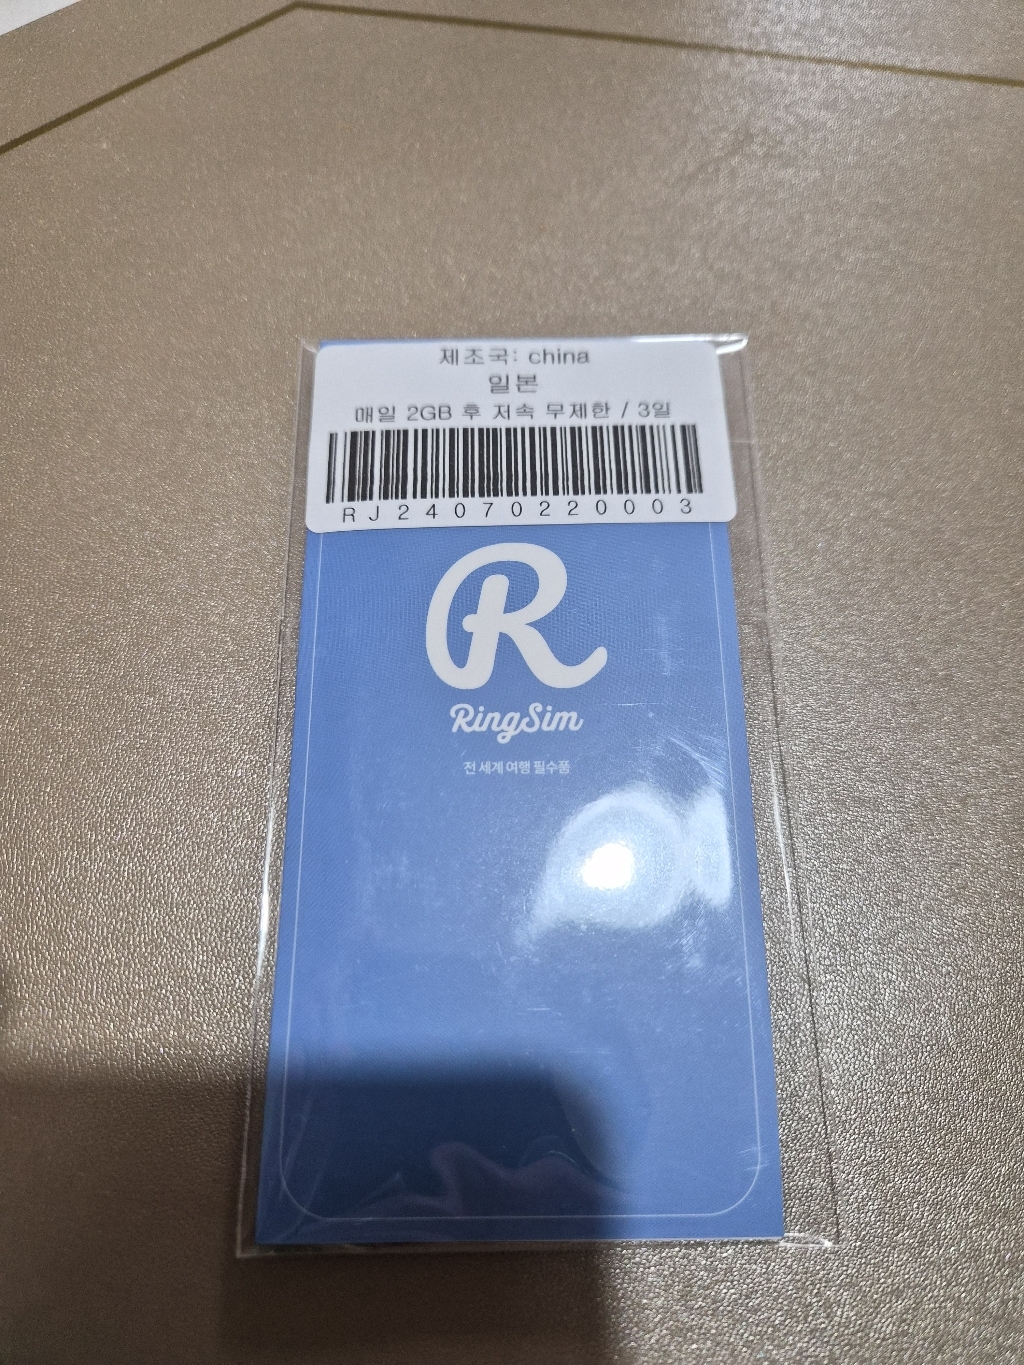 제조국: china
일본
매일 2GB 후 저속 무제한 / 3일
RJ24070220003
R
RingSim
전 세계 여행 필수품